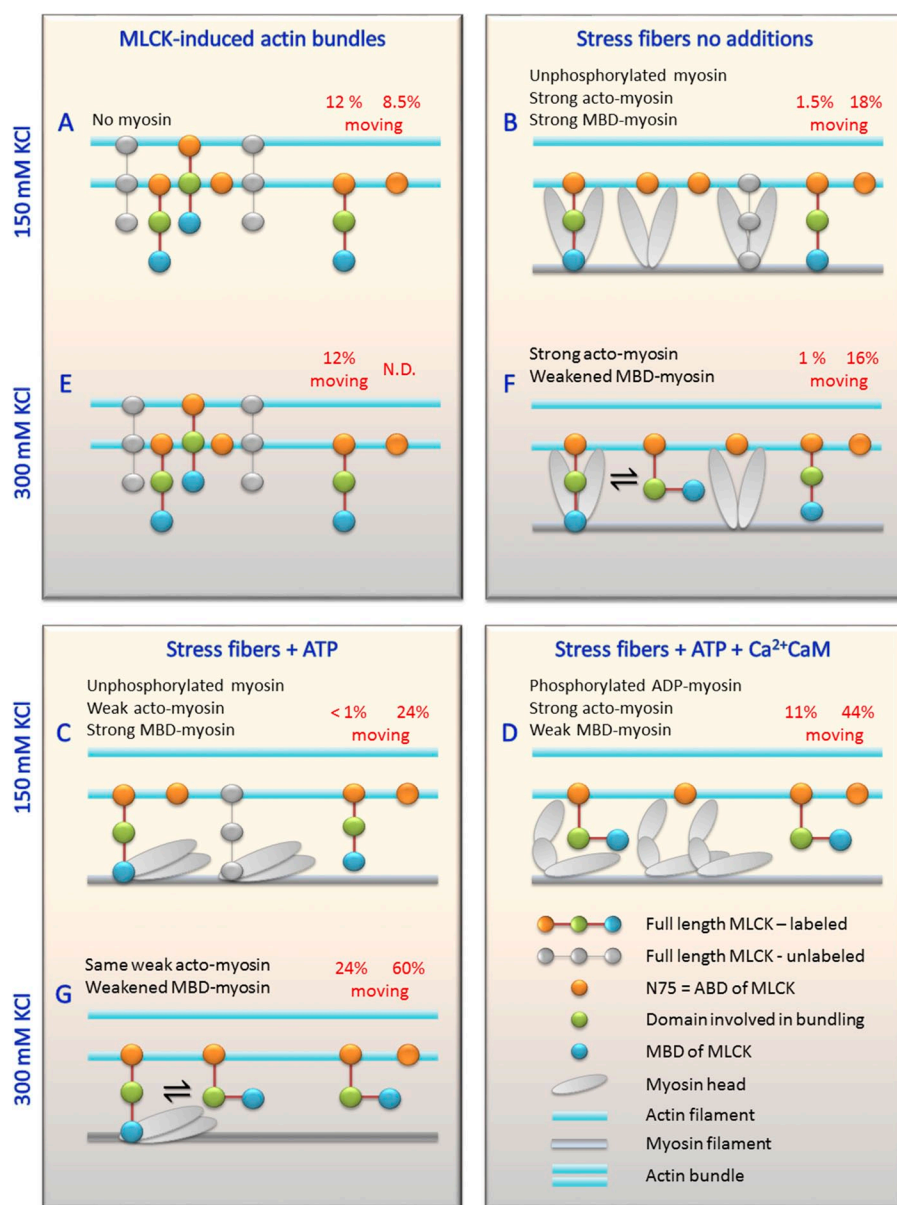 MLCK-induced actin bundles
150 mM KCl
A
No myosin
12 % 8.5%
moving
300 mM KCl
E
12%
moving
N.D.
Stress fibers no additions
B
Unphosphorylated myosin
Strong acto-myosin
Strong MBD-myosin
1.5% 18%
moving
F
Strong acto-myosin
Weakened MBD-myosin
1 % 16%
moving
Stress fibers + ATP
150 mM KCl
C
Unphosphorylated myosin
Weak acto-myosin
Strong MBD-myosin
< 1% 24%
moving
300 mM KCl
G
Same weak acto-myosin
Weakened MBD-myosin
24% 60%
moving
Stress fibers + ATP + Ca²⁺CaM
D
Phosphorylated ADP-myosin
Strong acto-myosin
Weak MBD-myosin
11% 44%
moving
Full length MLCK – labeled
Full length MLCK - unlabeled
N75 = ABD of MLCK
Domain involved in bundling
MBD of MLCK
Myosin head
Actin filament
Myosin filament
Actin bundle